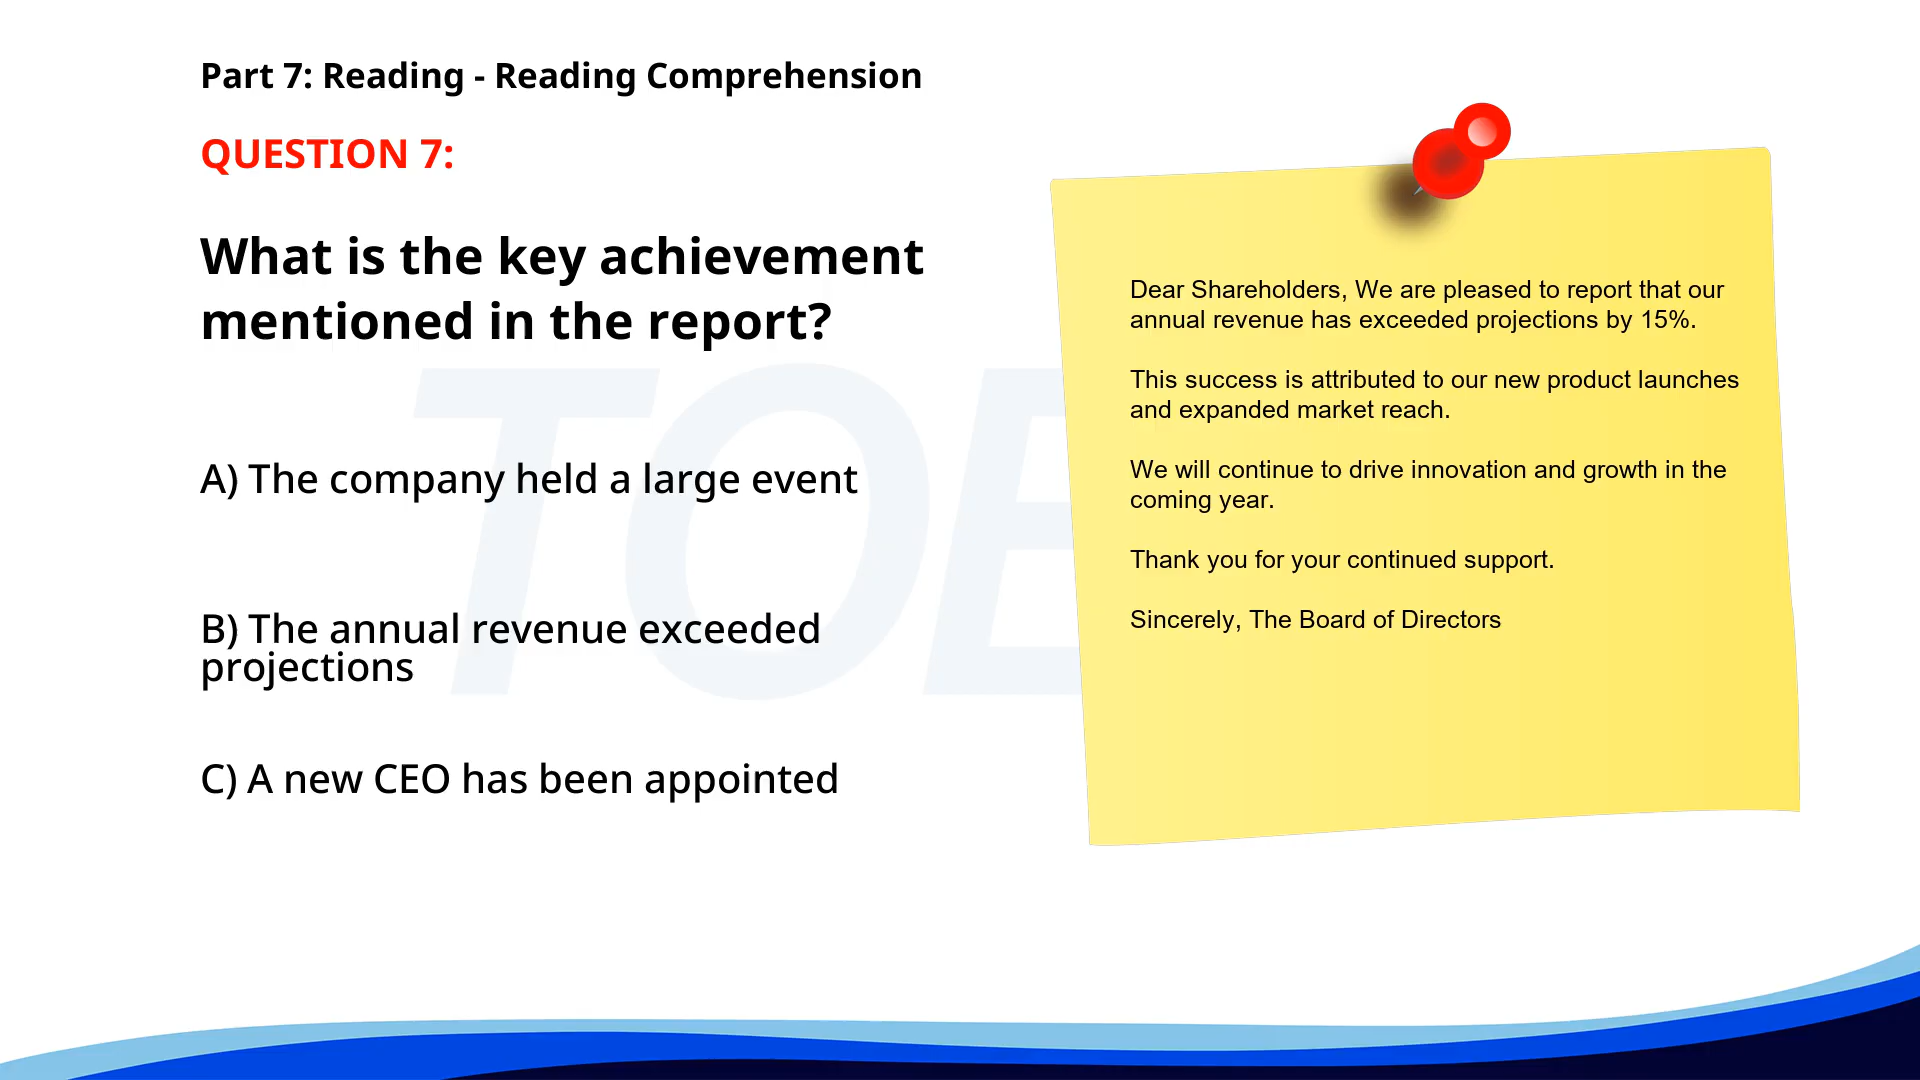 Part 7: Reading - Reading Comprehension
QUESTION 7:
What is the key achievement
mentioned in the report?
A) The company held a large event
B) The annual revenue exceeded
projections
C) A new CEO has been appointed
Dear Shareholders, We are pleased to report that our
annual revenue has exceeded projections by 15%.
This success is attributed to our new product launches
and expanded market reach.
We will continue to drive innovation and growth in the
coming year.
Thank you for your continued support.
Sincerely, The Board of Directors